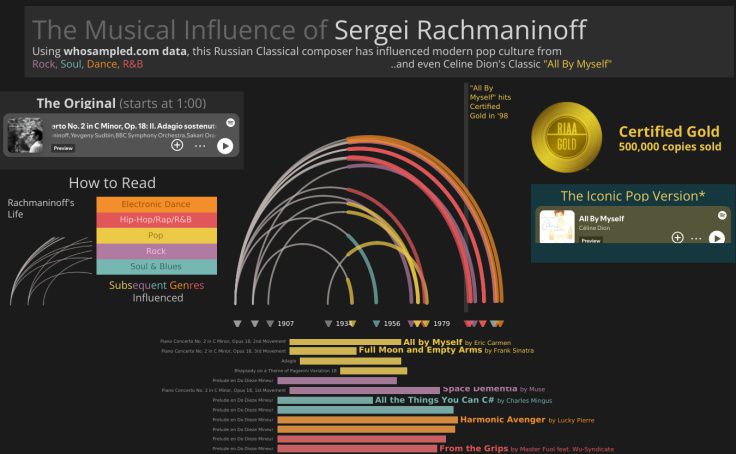 The Musical Influence of Sergei Rachmaninoff
Using whosampled.com data, this Russian Classical composer has influenced modern pop culture from
Rock, Soul, Dance, R&B ..and even Celine Dion's Classic "All By Myself"
The Original (starts at 1:00)
erto No. 2 in C Minor, Op. 18: II. Adagio sostenut
ninoff,Yevgeny Sudbin,BBC Symphony Orchestra,Sakari Ora
Preview
How to Read
Rachmaninoff's
Life
Electronic Dance
Hip-Hop/Rap/R&B
Pop
Rock
Soul & Blues
Subsequent Genres
Influenced
"All By
Myself" hits
Certified
Gold in '98
RIAA
GOLD
Certified Gold
500,000 copies sold
The Iconic Pop Version*
All By Myself
Céline Dion
Preview
1907
1934
1956
1979
Piano Concerto No. 2 in C Minor, Opus 18, 2nd Movement All by Myself by Eric Carmen
Piano Concerto No. 2 in C Minor, Opus 18, 3rd Movement Full Moon and Empty Arms by Frank Sinatra
Adagio
Rhapsody on a Theme of Paganini Variation 18
Prelude en Do Dieze Mineur
Piano Concerto No. 2 in C Minor, Opus 18, 1st Movement Space Dementia by Muse
Prelude en Do Dieze Mineur All the Things You Can C# by Charles Mingus
Prelude en Do Dieze Mineur
Prelude en Do Dieze Mineur Harmonic Avenger by Lucky Pierre
Prelude en Do Dieze Mineur
Prelude en Do Dieze Mineur
Prelude en Do Dieze Mineur From the Grips by Master Fuol feat. Wu-Syndicate